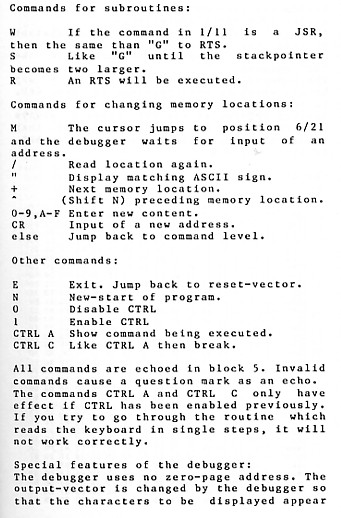 Commands for subroutines:
W If the command in 1/11 is a JSR,
then the same than "G" to RTS.
S Like "G" until the stackpointer
becomes two larger.
R An RTS will be executed.
Commands for changing memory locations:
M The cursor jumps to position 6/21
and the debugger waits for input of an
address.
/ Read location again.
" Display matching ASCII sign.
+ Next memory location.
^ (Shift N) preceding memory location.
0-9,A-F Enter new content.
CR Input of a new address.
else Jump back to command level.
Other commands:
E Exit. Jump back to reset-vector.
N New-start of program.
0 Disable CTRL
1 Enable CTRL
CTRL A Show command being executed.
CTRL C Like CTRL A then break.
All commands are echoed in block 5. Invalid
commands cause a question mark as an echo.
The commands CTRL A and CTRL C only have
effect if CTRL has been enabled previously.
If you try to go through the routine which
reads the keyboard in single steps, it will
not work correctly.
Special features of the debugger:
The debugger uses no zero-page address. The
output-vector is changed by the debugger so
that the characters to be displayed appear